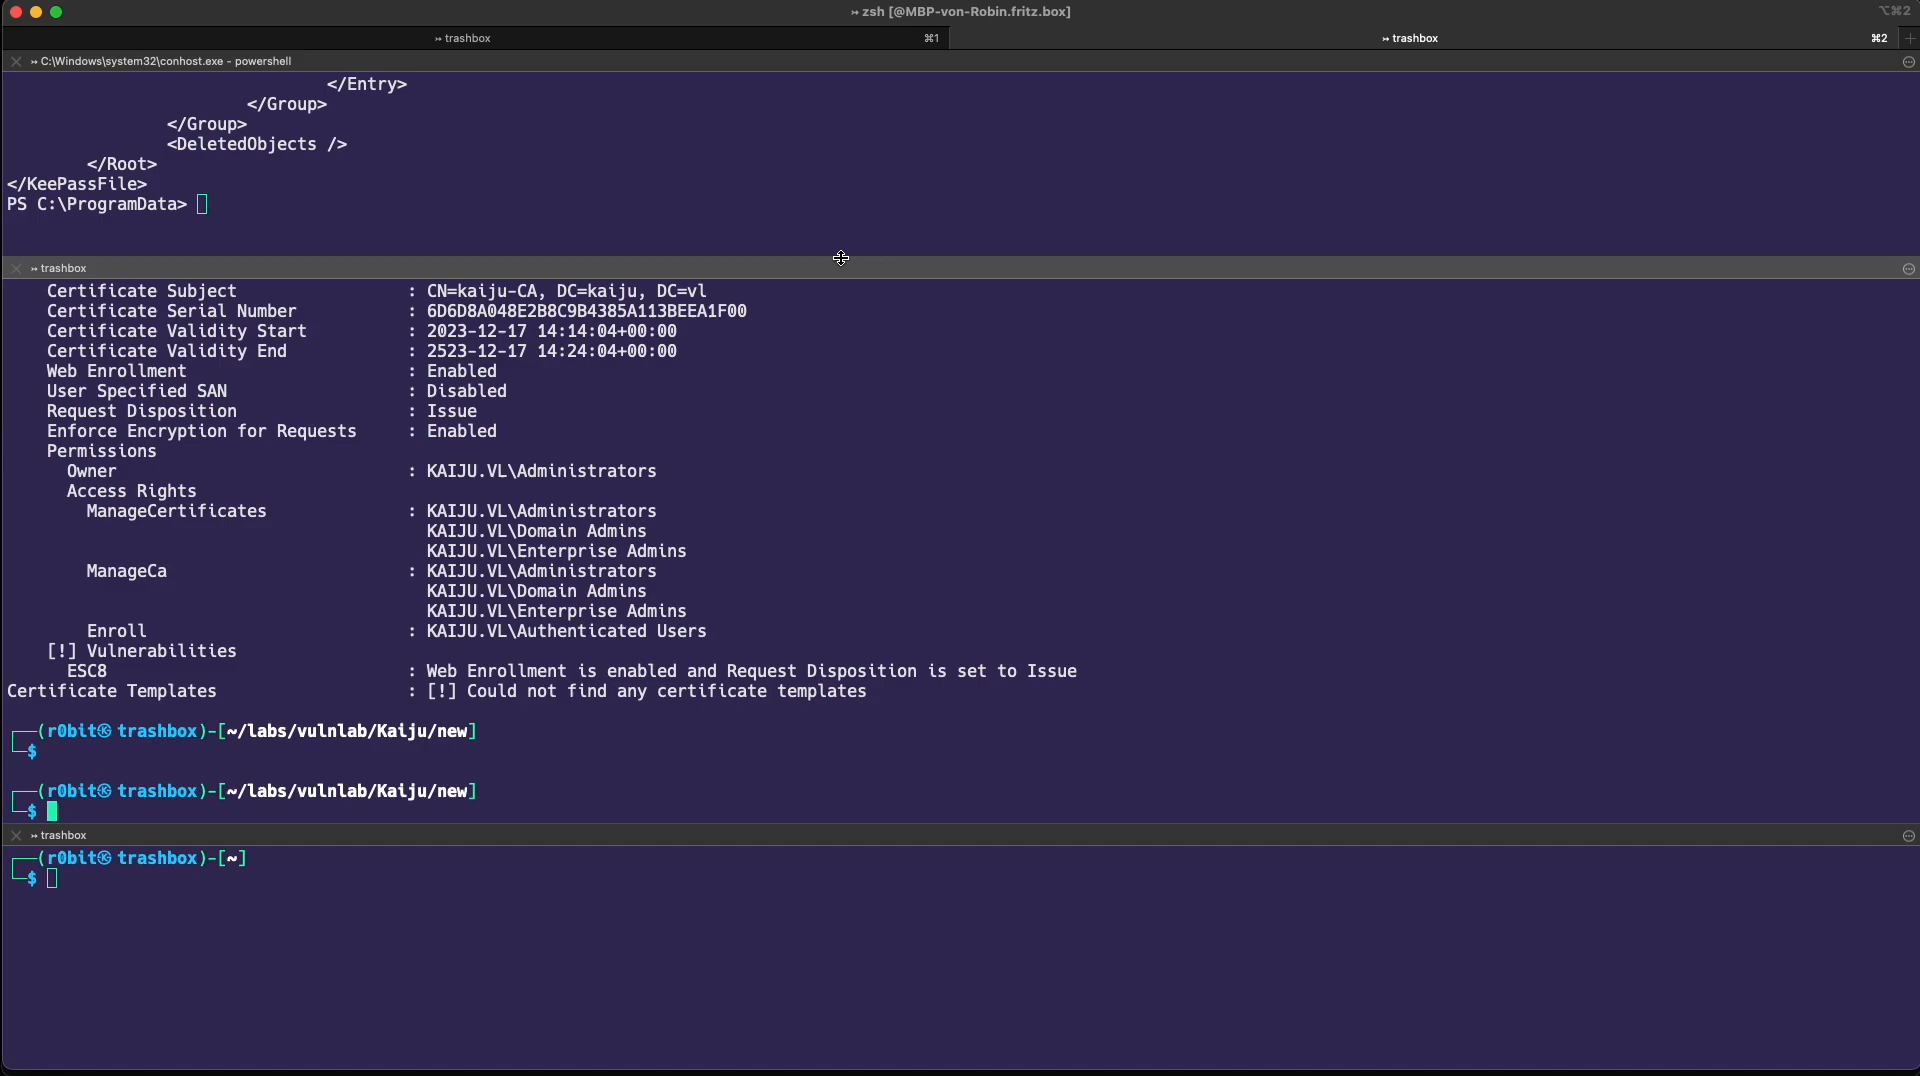 ↣ zsh [@MBP-von-Robin.fritz.box]
⌥⌘2
↣ trashbox
⌘1
↣ trashbox
⌘2
↣ C:\Windows\system32\conhost.exe - powershell
</Entry>
</Group>
</Group>
<DeletedObjects />
</Root>
</KeePassFile>
PS C:\ProgramData>
↣ trashbox
Certificate Subject : CN=kaiju-CA, DC=kaiju, DC=vl
Certificate Serial Number : 6D6D8A048E2B8C9B4385A113BEEA1F00
Certificate Validity Start : 2023-12-17 14:14:04+00:00
Certificate Validity End : 2523-12-17 14:24:04+00:00
Web Enrollment : Enabled
User Specified SAN : Disabled
Request Disposition : Issue
Enforce Encryption for Requests : Enabled
Permissions
Owner : KAIJU.VL\Administrators
Access Rights
ManageCertificates : KAIJU.VL\Administrators
KAIJU.VL\Domain Admins
KAIJU.VL\Enterprise Admins
ManageCa : KAIJU.VL\Administrators
KAIJU.VL\Domain Admins
KAIJU.VL\Enterprise Admins
Enroll : KAIJU.VL\Authenticated Users
[!] Vulnerabilities
ESC8 : Web Enrollment is enabled and Request Disposition is set to Issue
Certificate Templates : [!] Could not find any certificate templates
┌──(r0bit㉿trashbox)-[~/labs/vulnlab/Kaiju/new]
└─$
┌──(r0bit㉿trashbox)-[~/labs/vulnlab/Kaiju/new]
└─$
↣ trashbox
┌──(r0bit㉿trashbox)-[~]
└─$